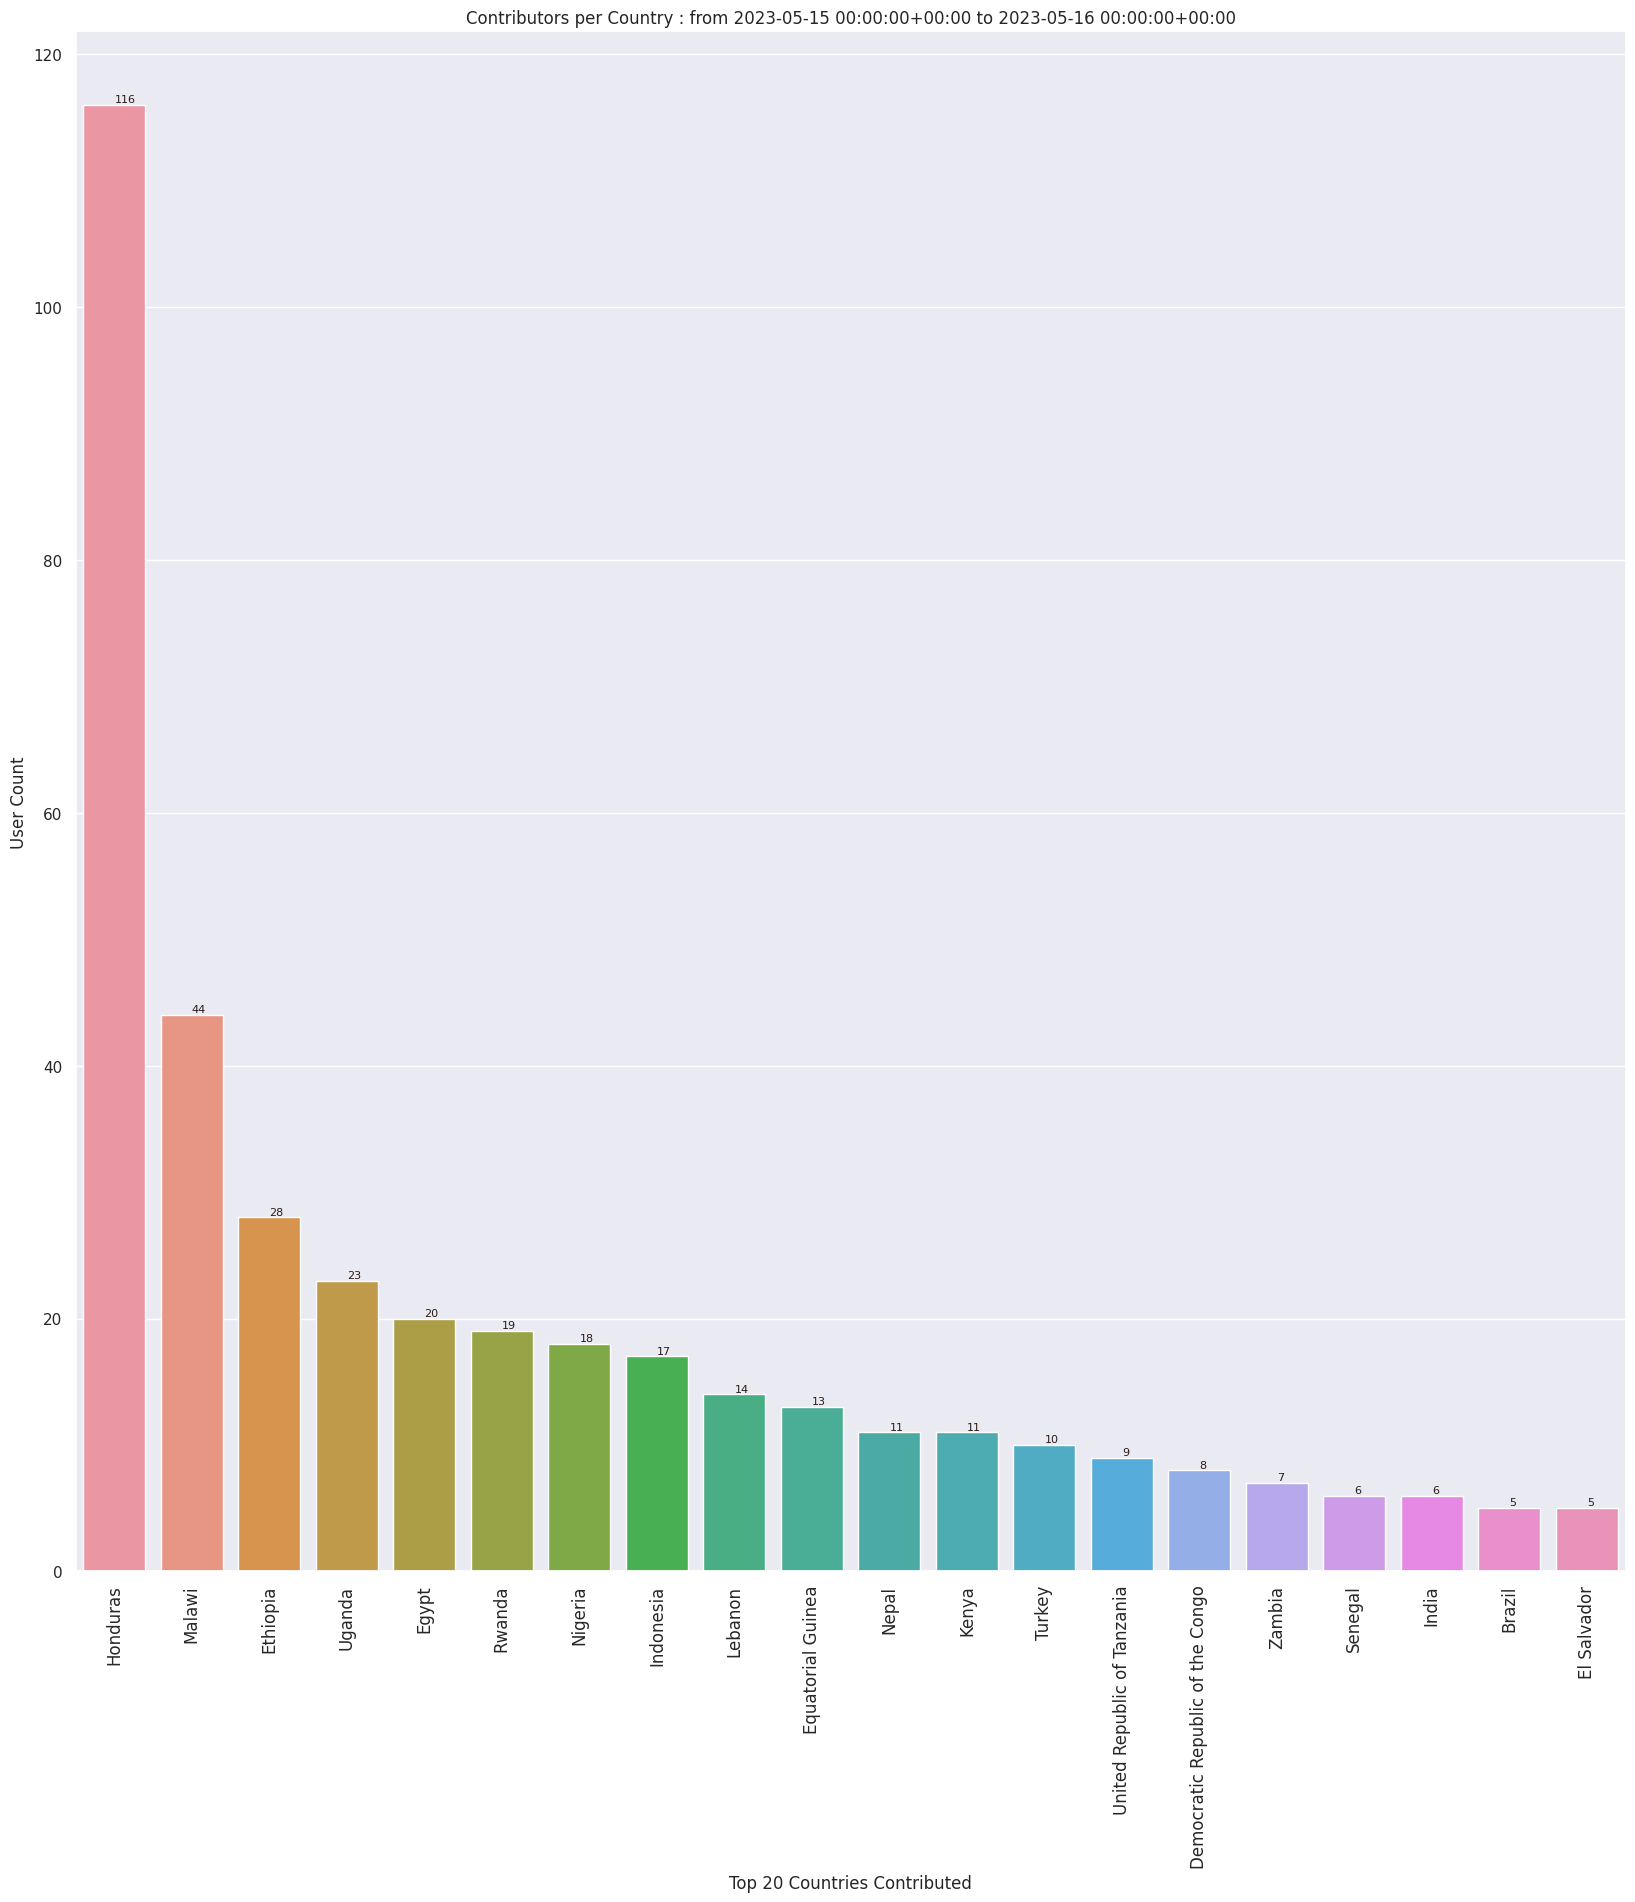 Contributors per Country : from 2023-05-15 00:00:00+00:00 to 2023-05-16 00:00:00+00:00
120
100
80
60
40
20
0
User Count
116
44
28
23
20
19
18
17
14
13
11
11
10
9
8
7
6
6
5
5
Honduras
Malawi
Ethiopia
Uganda
Egypt
Rwanda
Nigeria
Indonesia
Lebanon
Equatorial Guinea
Nepal
Kenya
Turkey
United Republic of Tanzania
Democratic Republic of the Congo
Zambia
Senegal
India
Brazil
El Salvador
Top 20 Countries Contributed